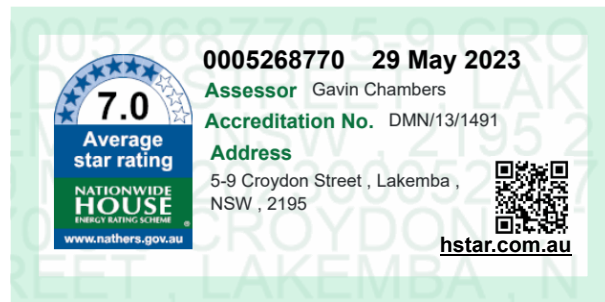 0005268770 29 May 2023
Assessor Gavin Chambers
Accreditation No. DMN/13/1491
Address
5-9 Croydon Street , Lakemba ,
NSW , 2195
7.0
Average
star rating
NATIONWIDE
HOUSE
ENERGY RATING SCHEME
www.nathers.gov.au
hstar.com.au